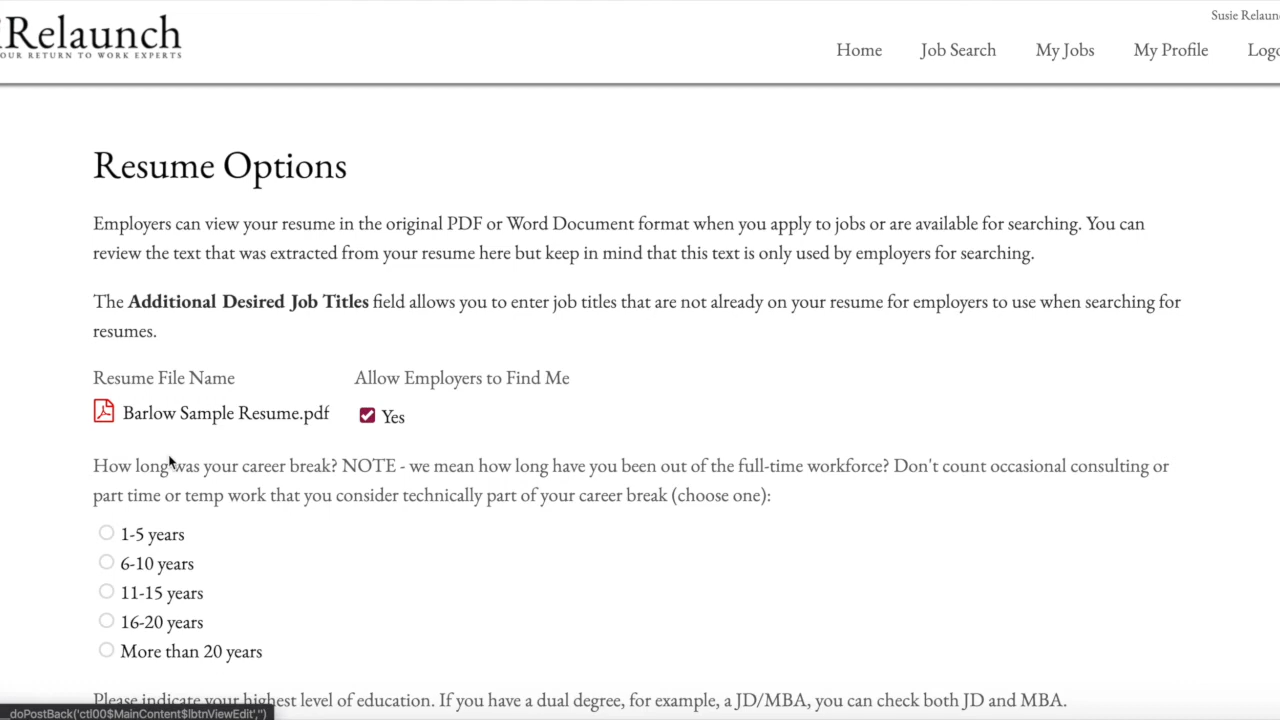 Susie Relaun
iRelaunch
OUR RETURN TO WORK EXPERTS
Home
Job Search
My Jobs
My Profile
Logo
Resume Options
Employers can view your resume in the original PDF or Word Document format when you apply to jobs or are available for searching. You can
review the text that was extracted from your resume here but keep in mind that this text is only used by employers for searching.
The Additional Desired Job Titles field allows you to enter job titles that are not already on your resume for employers to use when searching for
resumes.
Resume File Name
Allow Employers to Find Me
Barlow Sample Resume.pdf
Yes
How long was your career break? NOTE - we mean how long have you been out of the full-time workforce? Don't count occasional consulting or
part time or temp work that you consider technically part of your career break (choose one):
1-5 years
6-10 years
11-15 years
16-20 years
More than 20 years
Please indicate your highest level of education. If you have a dual degree, for example, a JD/MBA, you can check both JD and MBA.
doPostBack('ctl00$MainContent$lbtnViewEdit','')